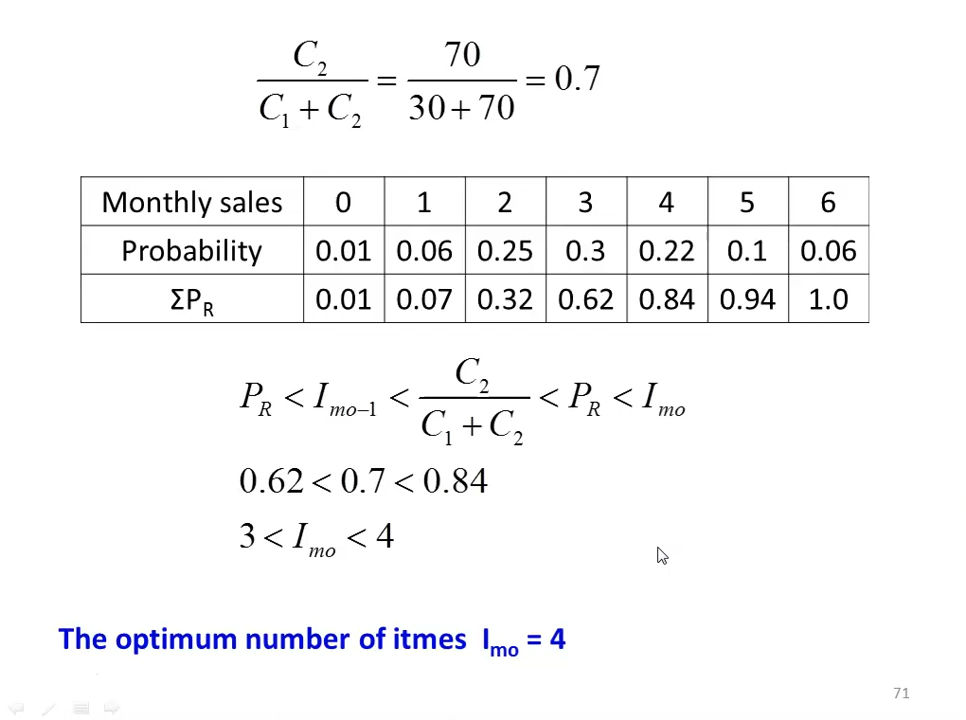 C₂ / (C₁ + C₂) = 70 / (30 + 70) = 0.7
Monthly sales 0 1 2 3 4 5 6
Probability 0.01 0.06 0.25 0.3 0.22 0.1 0.06
ΣP_R 0.01 0.07 0.32 0.62 0.84 0.94 1.0
P_R < I_mo−1 < C₂ / (C₁ + C₂) < P_R < I_mo
0.62 < 0.7 < 0.84
3 < I_mo < 4
The optimum number of itmes I_mo = 4
71